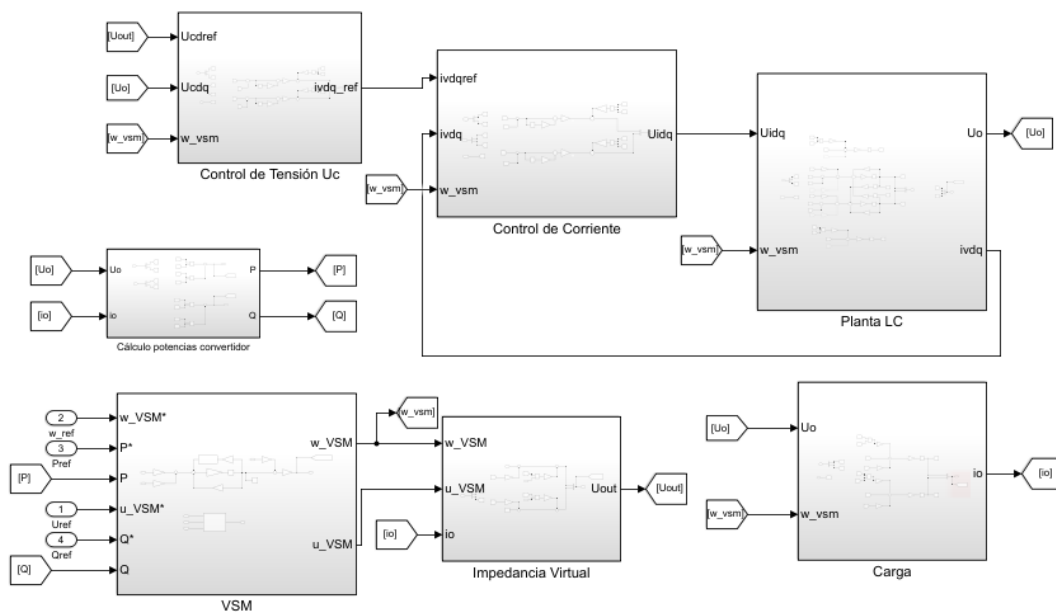 [Uout]
Ucdref
[Uo]
Ucdq
ivdq_ref
[w_vsm]
w_vsm
Control de Tensión Uc
ivdqref
ivdq
Uidq
[w_vsm]
w_vsm
Control de Corriente
Uidq
Uo
[Uo]
[w_vsm]
w_vsm
ivdq
Planta LC
[Uo]
Uo
P
[P]
[io]
io
Q
[Q]
Cálculo potencias convertidor
2
w_VSM*
w_ref
3
P*
Pref
[P]
P
1
u_VSM*
Uref
4
Q*
Qref
[Q]
Q
w_VSM
u_VSM
VSM
[w_vsm]
w_VSM
u_VSM
Uout
[Uout]
[io]
io
Impedancia Virtual
[Uo]
Uo
io
[io]
[w_vsm]
w_vsm
Carga